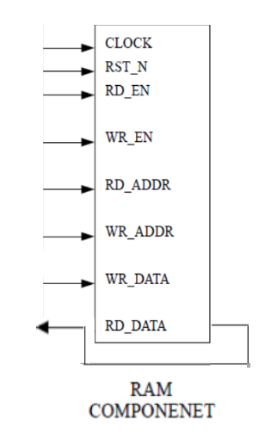 CLOCK
RST_N
RD_EN
WR_EN
RD_ADDR
WR_ADDR
WR_DATA
RD_DATA
RAM
COMPONENET